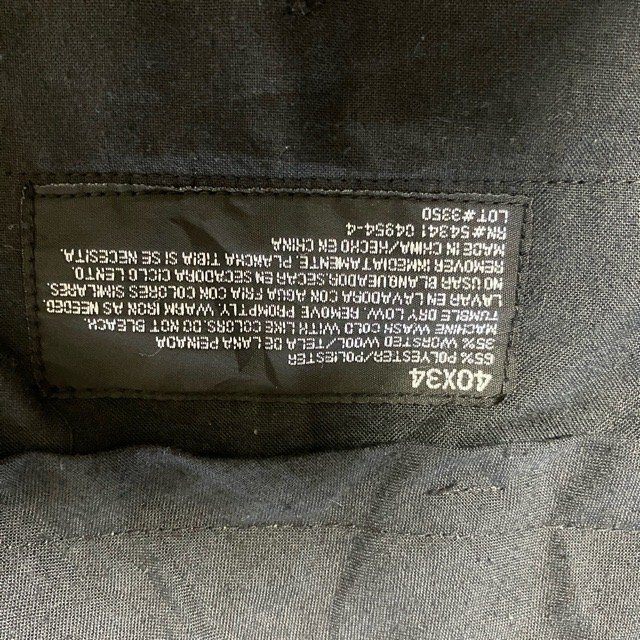 40X34
65% POLYESTER/POLIESTER
35% WORSTED WOOL/TELA DE LANA PEINADA
MACHINE WASH COLD WITH LIKE COLORS. DO NOT BLEACH.
TUMBLE DRY LOW. REMOVE PROMPTLY. WARM IRON AS NEEDED.
LAVAR EN LAVADORA CON AGUA FRIA CON COLORES SIMILARES.
NO USAR BLANQUEADOR. SECAR EN SECADORA CICLO LENTO.
REMOVER INMEDIATAMENTE. PLANCHA TIBIA SI SE NECESITA.
MADE IN CHINA/HECHO EN CHINA
RN#54341 04954-4
LOT#3350